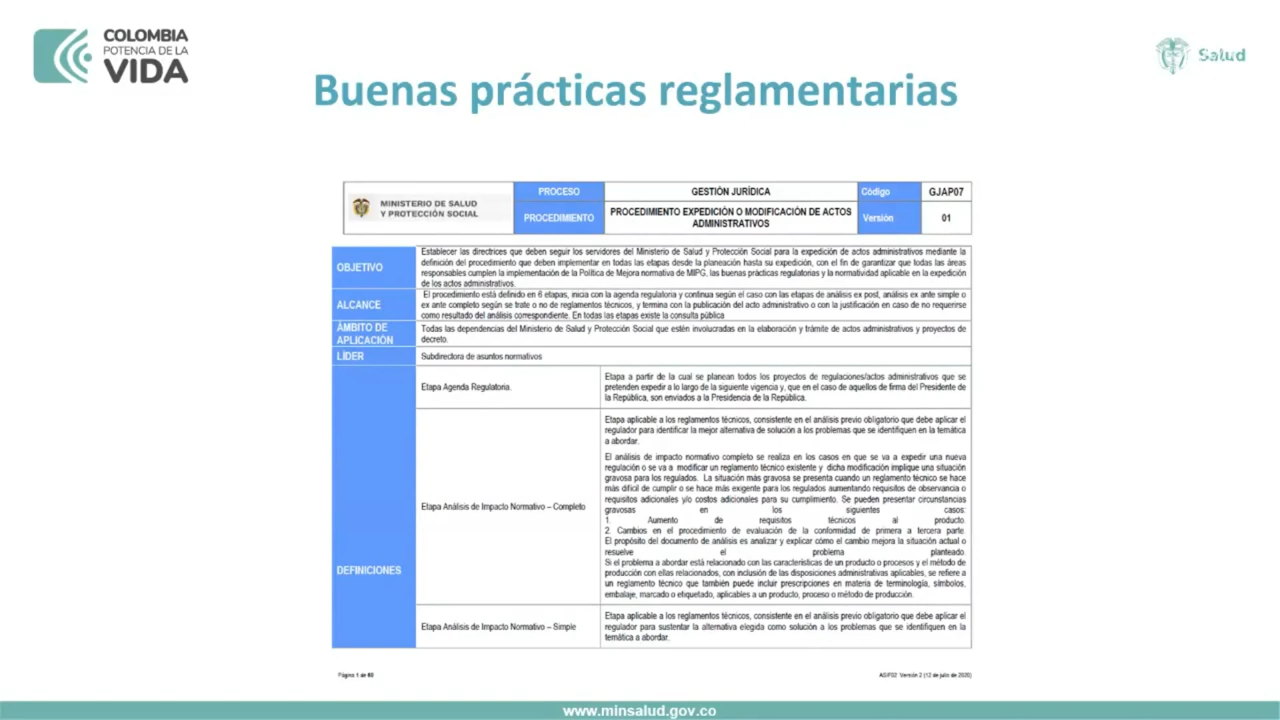 COLOMBIA
POTENCIA DE LA
VIDA
Salud
Buenas prácticas reglamentarias
MINISTERIO DE SALUD
Y PROTECCIÓN SOCIAL
PROCESO
GESTIÓN JURÍDICA
Código
GJAP07
PROCEDIMIENTO
PROCEDIMIENTO EXPEDICIÓN O MODIFICACIÓN DE ACTOS
ADMINISTRATIVOS
Versión
01
OBJETIVO
Establecer las directrices que deben seguir los servidores del Ministerio de Salud y Protección Social para la expedición de actos administrativos mediante la
definición del procedimiento que deben implementar en todas las etapas desde la planeación hasta su expedición, con el fin de garantizar que todas las áreas
responsables cumplen la implementación de la Política de Mejora normativa de MIPG, las buenas prácticas regulatorias y la normatividad aplicable en la expedición
de los actos administrativos.
ALCANCE
El procedimiento está definido en 6 etapas, inicia con la agenda regulatoria y continua según el caso con las etapas de análisis ex post, análisis ex ante simple o
ex ante completo según se trate o no de reglamentos técnicos, y termina con la publicación del acto administrativo o con la justificación en caso de no requerirse
como resultado del análisis correspondiente. En todas las etapas existe la consulta pública
ÁMBITO DE
APLICACIÓN
Todas las dependencias del Ministerio de Salud y Protección Social que estén involucradas en la elaboración y trámite de actos administrativos y proyectos de
decreto.
LÍDER
Subdirectora de asuntos normativos
DEFINICIONES
Etapa Agenda Regulatoria.
Etapa a partir de la cual se planean todos los proyectos de regulaciones/actos administrativos que se
pretenden expedir a lo largo de la siguiente vigencia y, que en el caso de aquellos de firma del Presidente de
la República, son enviados a la Presidencia de la República.
Etapa Análisis de Impacto Normativo – Completo
Etapa aplicable a los reglamentos técnicos, consistente en el análisis previo obligatorio que debe aplicar el
regulador para identificar la mejor alternativa de solución a los problemas que se identifiquen en la temática
a abordar.
El análisis de impacto normativo completo se realiza en los casos en que se va a expedir una nueva
regulación o se va a modificar un reglamento técnico existente y dicha modificación implique una situación
gravosa para los regulados. La situación más gravosa se presenta cuando un reglamento técnico se hace
más difícil de cumplir o se hace más exigente para los regulados aumentando requisitos de observancia o
requisitos adicionales y/o costos adicionales para su cumplimiento. Se pueden presentar circunstancias
gravosas en los siguientes casos:
1. Aumento de requisitos técnicos al producto.
2. Cambios en el procedimiento de evaluación de la conformidad de primera a tercera parte.
El propósito del documento de análisis es analizar y explicar cómo el cambio mejora la situación actual o
resuelve el problema planteado.
Si el problema a abordar está relacionado con las características de un producto o procesos y el método de
producción con ellas relacionados, con inclusión de las disposiciones administrativas aplicables, se refiere a
un reglamento técnico que también puede incluir prescripciones en materia de terminología, símbolos,
embalaje, marcado o etiquetado, aplicables a un producto, proceso o método de producción.
Etapa Análisis de Impacto Normativo – Simple
Etapa aplicable a los reglamentos técnicos, consistente en el análisis previo obligatorio que debe aplicar el
regulador para sustentar la alternativa elegida como solución a los problemas que se identifiquen en la
temática a abordar.
Página 1 de 60
ASIF02 Versión 2 (12 de julio de 2020)
www.minsalud.gov.co